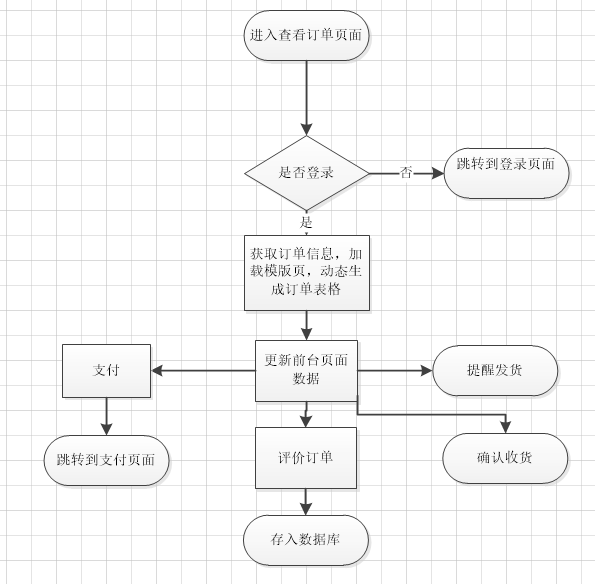 进入查看订单页面
是否登录
否
跳转到登录页面
是
获取订单信息，加
载模版页，动态生
成订单表格
支付
更新前台页面
数据
提醒发货
跳转到支付页面
评价订单
确认收货
存入数据库